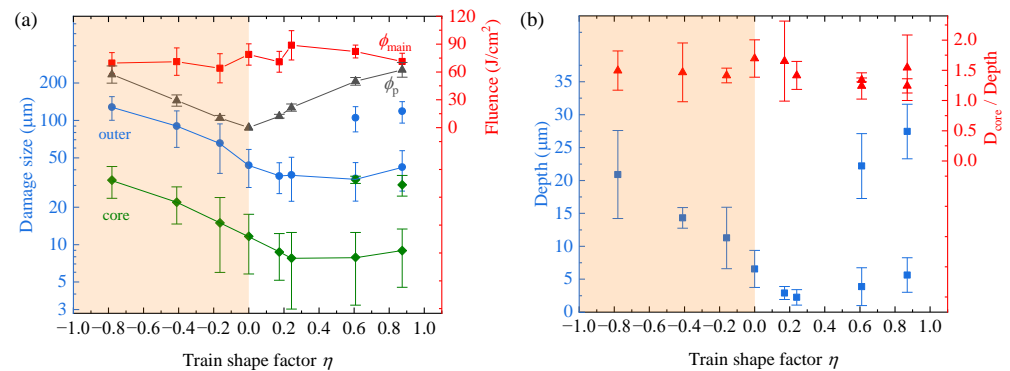 (a)
200
100
50
20
10
5
3
Damage size (μm)
outer
core
ϕmain
ϕp
120
90
60
30
0
Fluence (J/cm²)
−1.0 −0.8 −0.6 −0.4 −0.2 0.0 0.2 0.4 0.6 0.8 1.0
Train shape factor η
(b)
35
30
25
20
15
10
5
0
Depth (μm)
2.0
1.5
1.0
0.5
0.0
D_core / Depth
−1.0 −0.8 −0.6 −0.4 −0.2 0.0 0.2 0.4 0.6 0.8 1.0
Train shape factor η